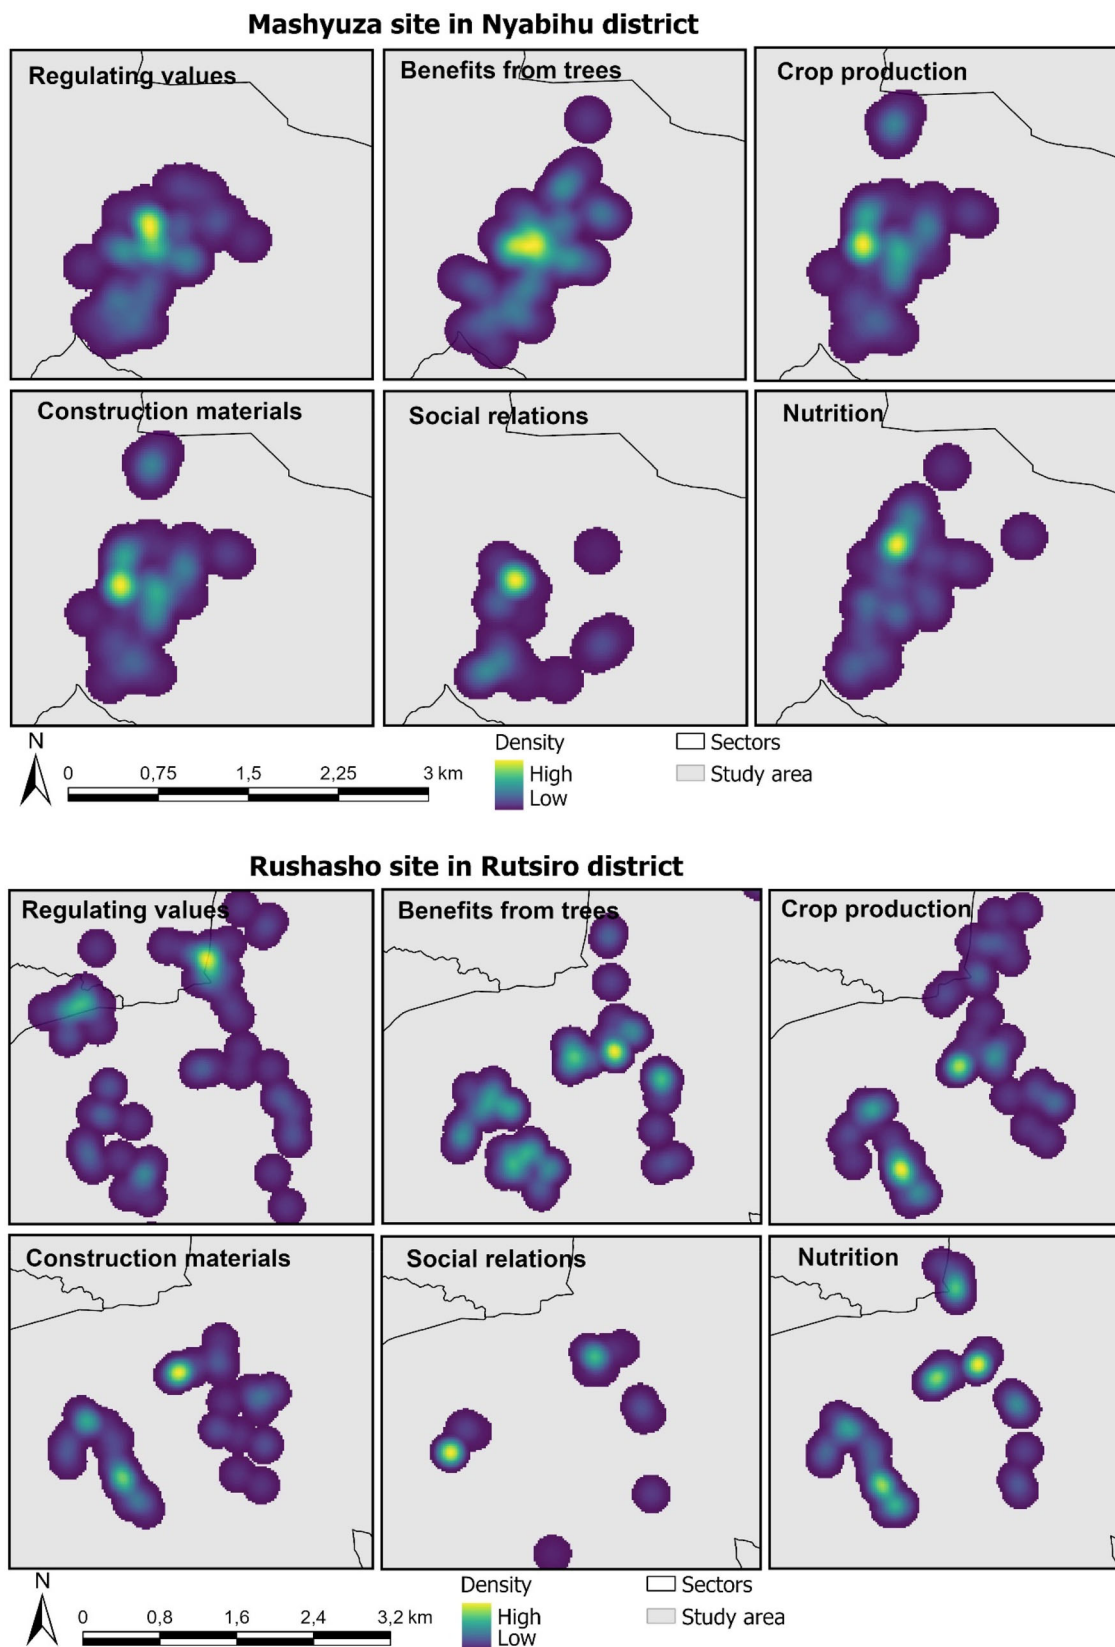 Mashyuza site in Nyabihu district
Regulating values
Benefits from trees
Crop production
Construction materials
Social relations
Nutrition
N
0 0,75 1,5 2,25 3 km
Density
High
Low
Sectors
Study area
Rushasho site in Rutsiro district
Regulating values
Benefits from trees
Crop production
Construction materials
Social relations
Nutrition
N
0 0,8 1,6 2,4 3,2 km
Density
High
Low
Sectors
Study area